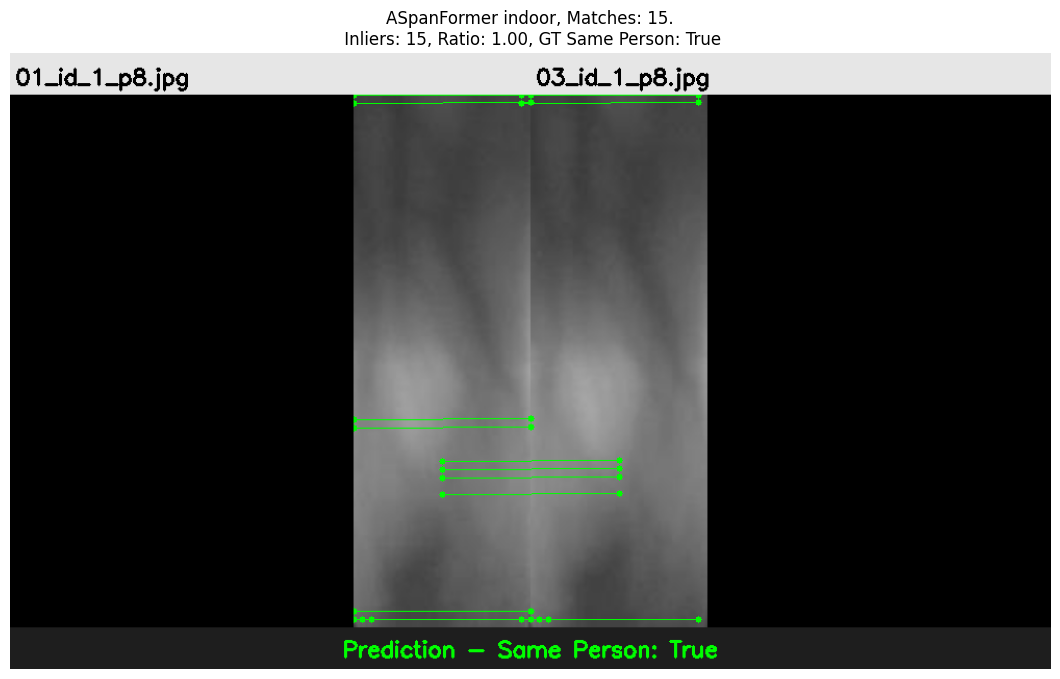 ASpanFormer indoor, Matches: 15.
Inliers: 15, Ratio: 1.00, GT Same Person: True
01_id_1_p8.jpg
03_id_1_p8.jpg
Prediction - Same Person: True